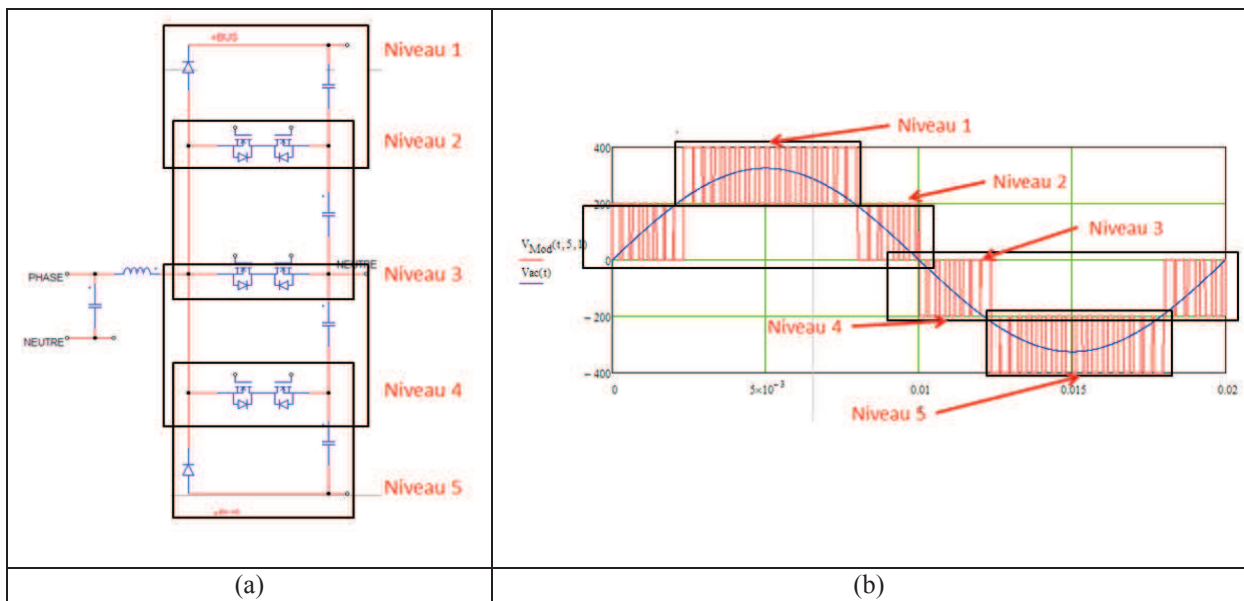 +BUS
Niveau 1
Niveau 2
PHASE
NEUTRE
Niveau 3
NEUTRE
Niveau 4
Niveau 5
(a)
Niveau 1
Niveau 2
Niveau 3
Niveau 4
Niveau 5
400
200
0
−200
−400
V_Mod(t,5,1)
Vac(t)
0
5×10⁻³
0.01
0.015
0.02
(b)